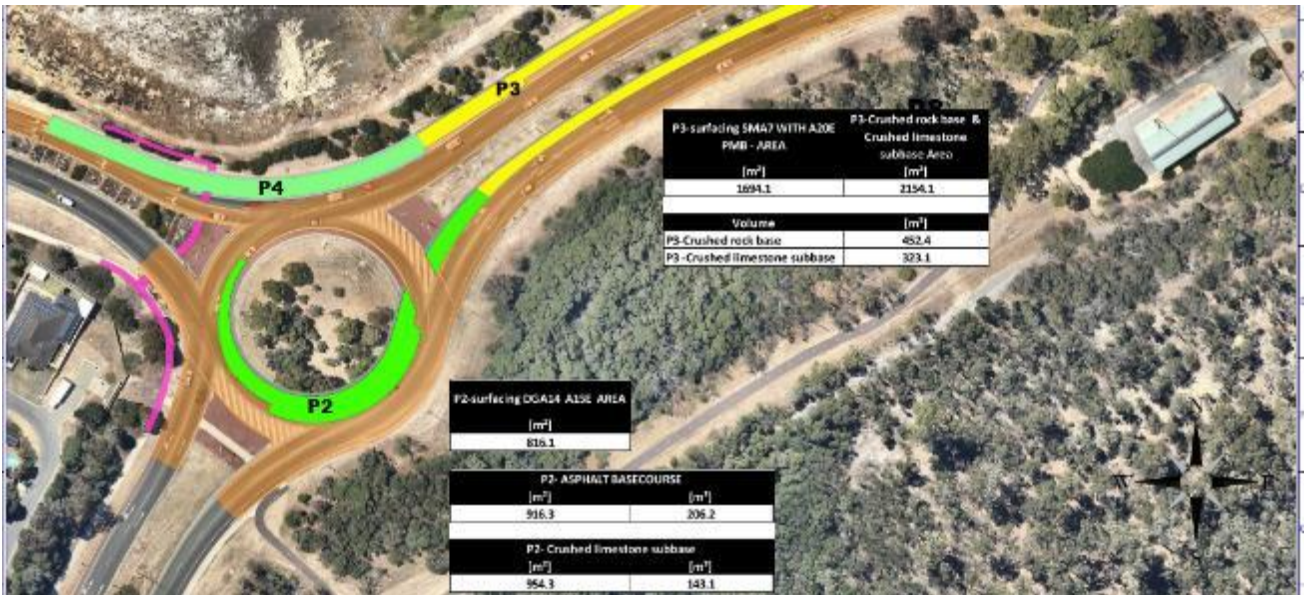 P3
P8
P3-surfacing SMA7 WITH A20E PMB - AREA
[m²]
1694.1
P3-Crushed rock base & Crushed limestone subbase Area
[m²]
2154.1
Volume [m³]
P3-Crushed rock base 452.4
P3 -Crushed limestone subbase 323.1
P4
P2
P2-surfacing DGA14 A15E AREA
[m²]
816.1
P2- ASPHALT BASECOURSE
[m²] [m³]
916.3 206.2
P2- Crushed limestone subbase
[m²] [m³]
954.3 143.1
W E